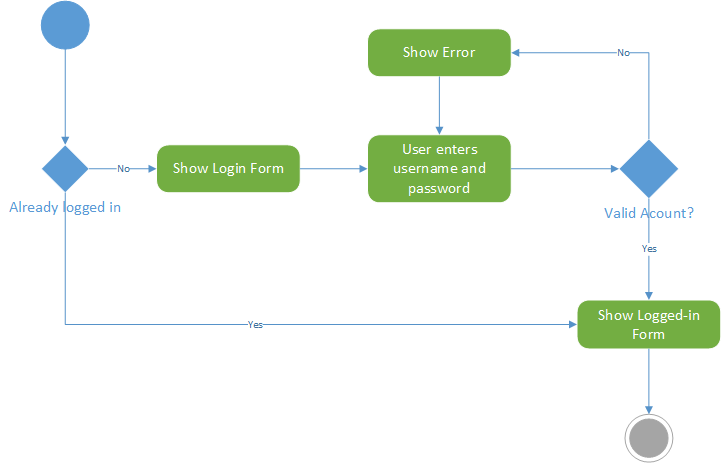 Show Error
No
User enters
username and
password
No
Show Login Form
Already logged in
Valid Acount?
Yes
Show Logged-in
Form
Yes